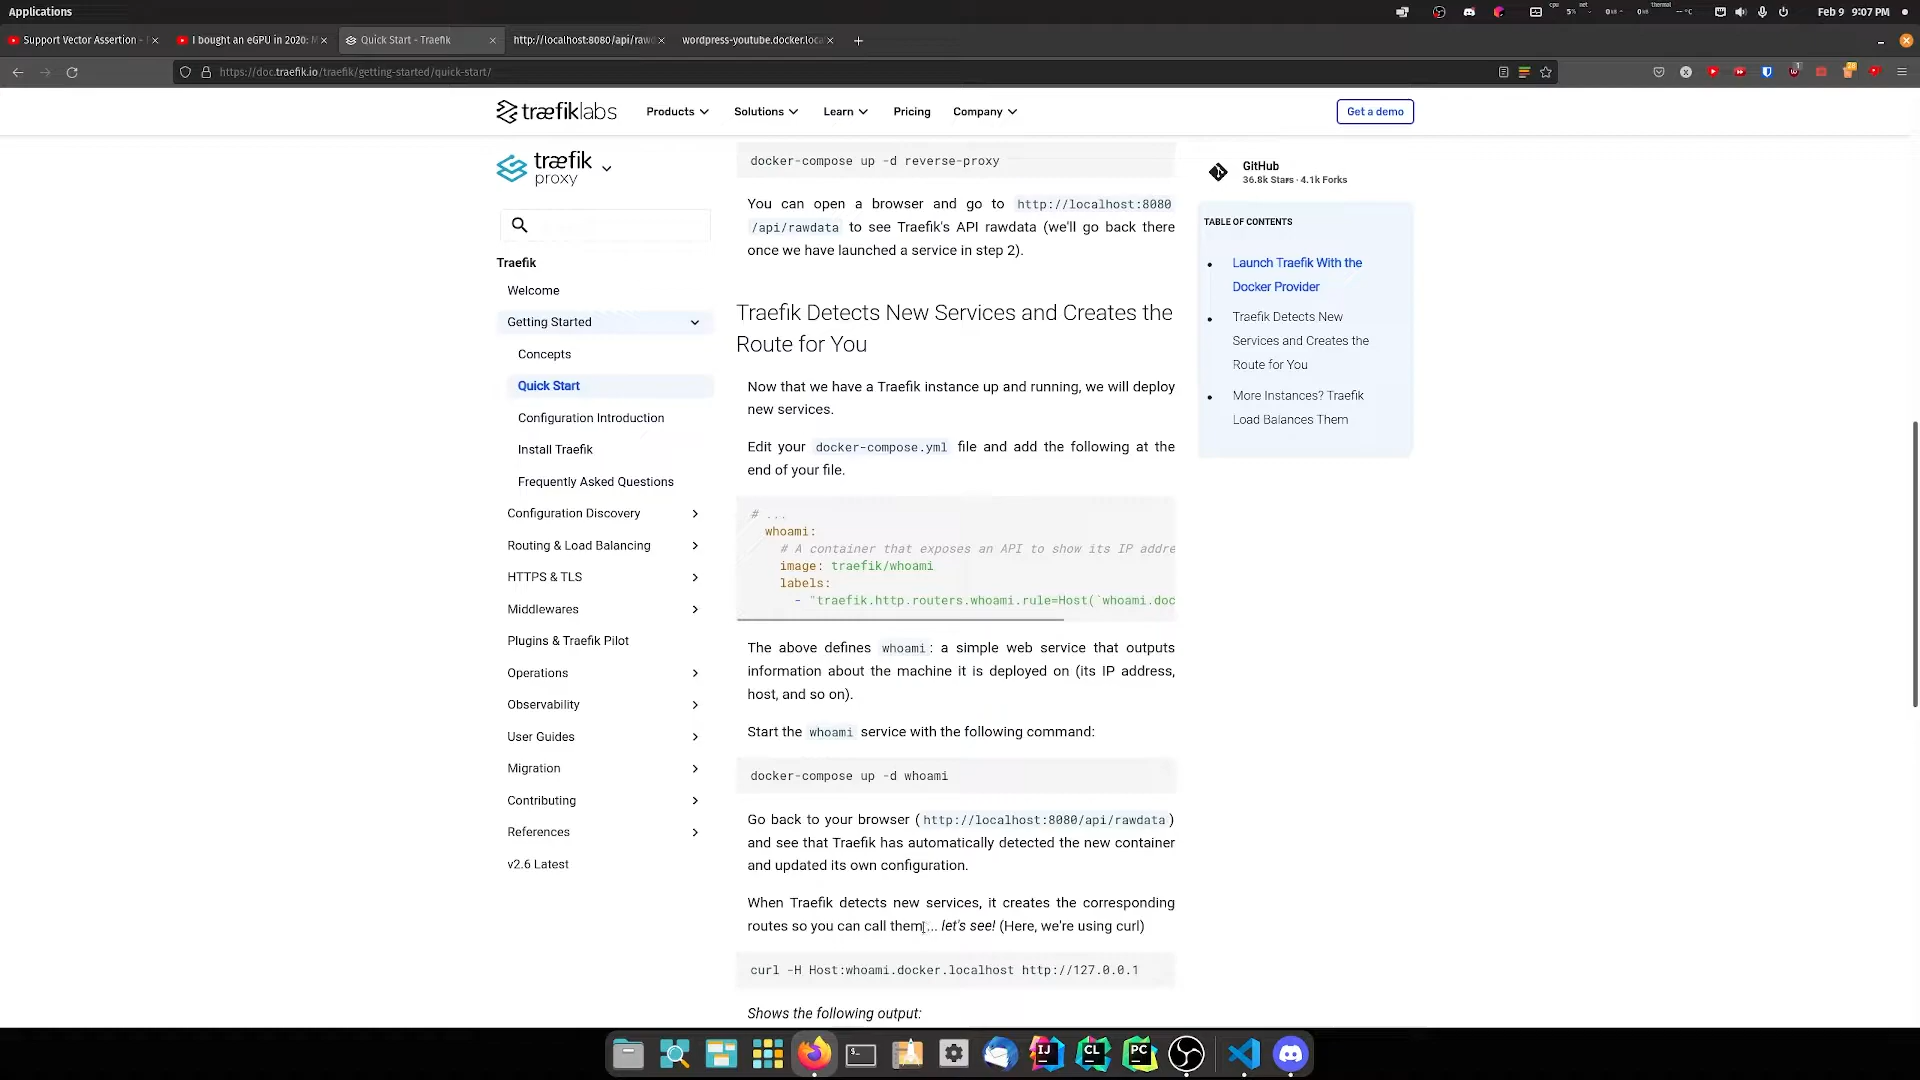 Applications
Feb 9 9:07 PM
Support Vector Assertion -
I bought an eGPU in 2020:
Quick Start - Traefik
http://localhost:8080/api/raw
wordpress-youtube.docker.loca
https://doc.traefik.io/traefik/getting-started/quick-start/
træfiklabs
Products
Solutions
Learn
Pricing
Company
Get a demo
træfik
proxy
Traefik
Welcome
Getting Started
Concepts
Quick Start
Configuration Introduction
Install Traefik
Frequently Asked Questions
Configuration Discovery
Routing & Load Balancing
HTTPS & TLS
Middlewares
Plugins & Traefik Pilot
Operations
Observability
User Guides
Migration
Contributing
References
v2.6 Latest
docker-compose up -d reverse-proxy
You can open a browser and go to http://localhost:8080
/api/rawdata to see Traefik's API rawdata (we'll go back there
once we have launched a service in step 2).
Traefik Detects New Services and Creates the
Route for You
Now that we have a Traefik instance up and running, we will deploy
new services.
Edit your docker-compose.yml file and add the following at the
end of your file.
# ...
whoami:
# A container that exposes an API to show its IP addre
image: traefik/whoami
labels:
- "traefik.http.routers.whoami.rule=Host(`whoami.doc
The above defines whoami: a simple web service that outputs
information about the machine it is deployed on (its IP address,
host, and so on).
Start the whoami service with the following command:
docker-compose up -d whoami
Go back to your browser (http://localhost:8080/api/rawdata)
and see that Traefik has automatically detected the new container
and updated its own configuration.
When Traefik detects new services, it creates the corresponding
routes so you can call them... let's see! (Here, we're using curl)
curl -H Host:whoami.docker.localhost http://127.0.0.1
Shows the following output:
GitHub
36.8k Stars · 4.1k Forks
TABLE OF CONTENTS
Launch Traefik With the
Docker Provider
Traefik Detects New
Services and Creates the
Route for You
More Instances? Traefik
Load Balances Them
IJ
CL
PC